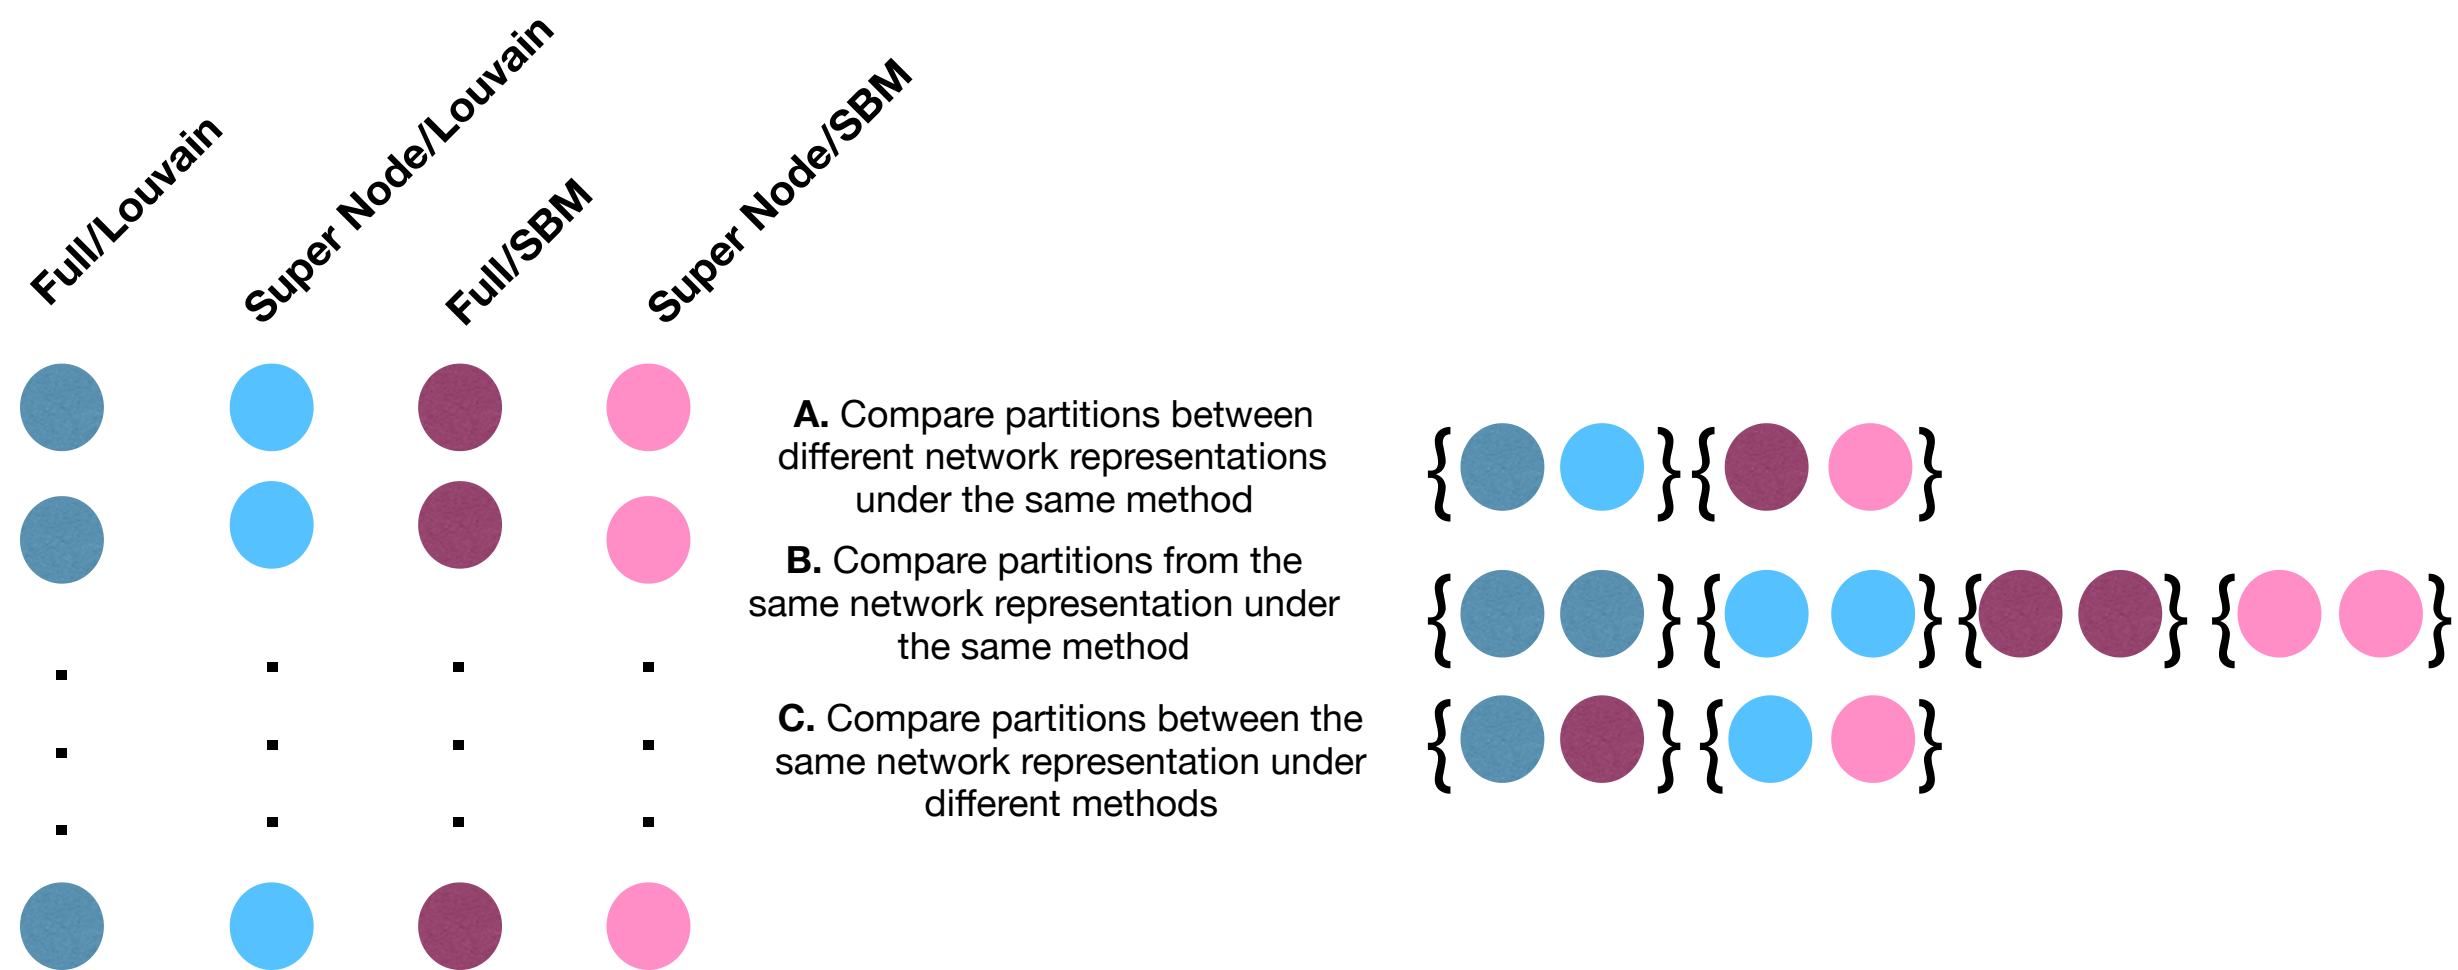 Full/Louvain
Super Node/Louvain
Full/SBM
Super Node/SBM
A. Compare partitions between
different network representations
under the same method
B. Compare partitions from the
same network representation under
the same method
C. Compare partitions between the
same network representation under
different methods